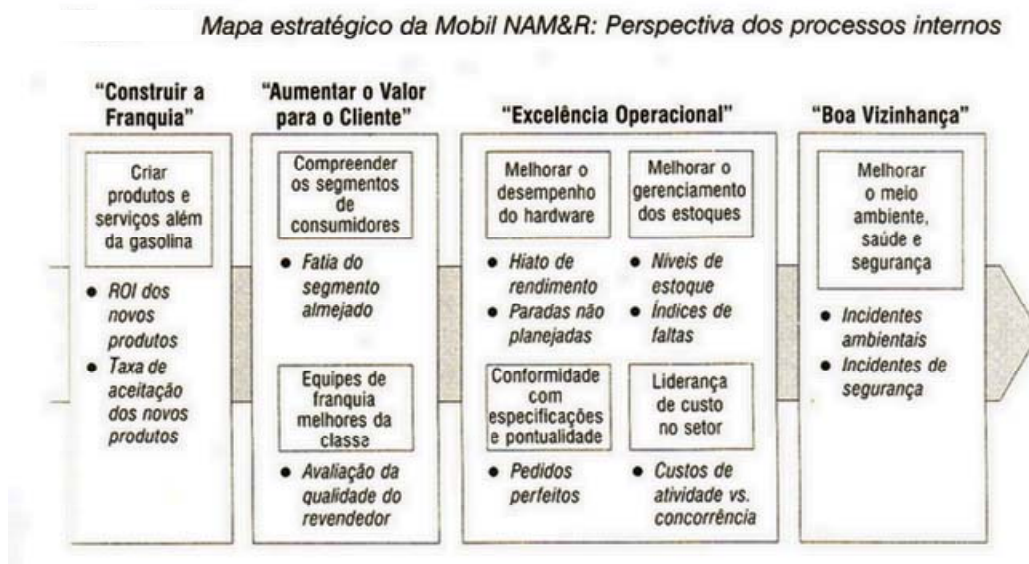 Mapa estratégico da Mobil NAM&R: Perspectiva dos processos internos
"Construir a
Franquia"
Criar
produtos e
serviços além
da gasolina
• ROI dos
novos
produtos
• Taxa de
aceitação
dos novos
produtos
"Aumentar o Valor
para o Cliente"
Compreender
os segmentos
de
consumidores
• Fatia do
segmento
almejado
Equipes de
franquia
melhores da
classe
• Avaliação da
qualidade do
revendedor
"Excelência Operacional"
Melhorar o
desempenho
do hardware
• Hiato de
rendimento
• Paradas não
planejadas
Melhorar o
gerenciamento
dos estoques
• Níveis de
estoque
• Índices de
faltas
Conformidade
com
especificações
e pontualidade
• Pedidos
perfeitos
Liderança
de custo
no setor
• Custos de
atividade vs.
concorrência
"Boa Vizinhança"
Melhorar
o meio
ambiente,
saúde e
segurança
• Incidentes
ambientais
• Incidentes de
segurança